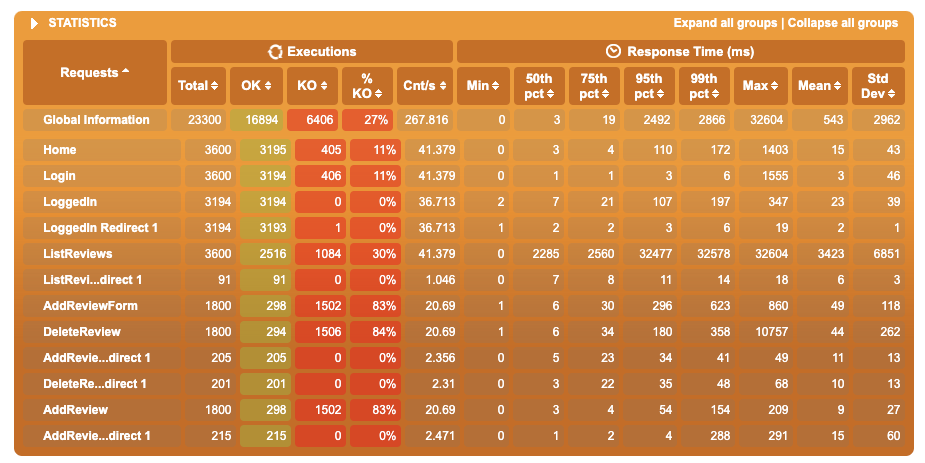 STATISTICS Expand all groups | Collapse all groups
Executions Response Time (ms)
Requests Total OK KO % KO Cnt/s Min 50th pct 75th pct 95th pct 99th pct Max Mean Std Dev
Global Information 23300 16894 6406 27% 267.816 0 3 19 2492 2866 32604 543 2962
Home 3600 3195 405 11% 41.379 0 3 4 110 172 1403 15 43
Login 3600 3194 406 11% 41.379 0 1 1 3 6 1555 3 46
LoggedIn 3194 3194 0 0% 36.713 2 7 21 107 197 347 23 39
LoggedIn Redirect 1 3194 3193 1 0% 36.713 1 2 2 3 6 19 2 1
ListReviews 3600 2516 1084 30% 41.379 0 2285 2560 32477 32578 32604 3423 6851
ListRevi...direct 1 91 91 0 0% 1.046 0 7 8 11 14 18 6 3
AddReviewForm 1800 298 1502 83% 20.69 1 6 30 296 623 860 49 118
DeleteReview 1800 294 1506 84% 20.69 1 6 34 180 358 10757 44 262
AddRevie...direct 1 205 205 0 0% 2.356 0 5 23 34 41 49 11 13
DeleteRe...direct 1 201 201 0 0% 2.31 0 3 22 35 48 68 10 13
AddReview 1800 298 1502 83% 20.69 0 3 4 54 154 209 9 27
AddRevie...direct 1 215 215 0 0% 2.471 0 1 2 4 288 291 15 60